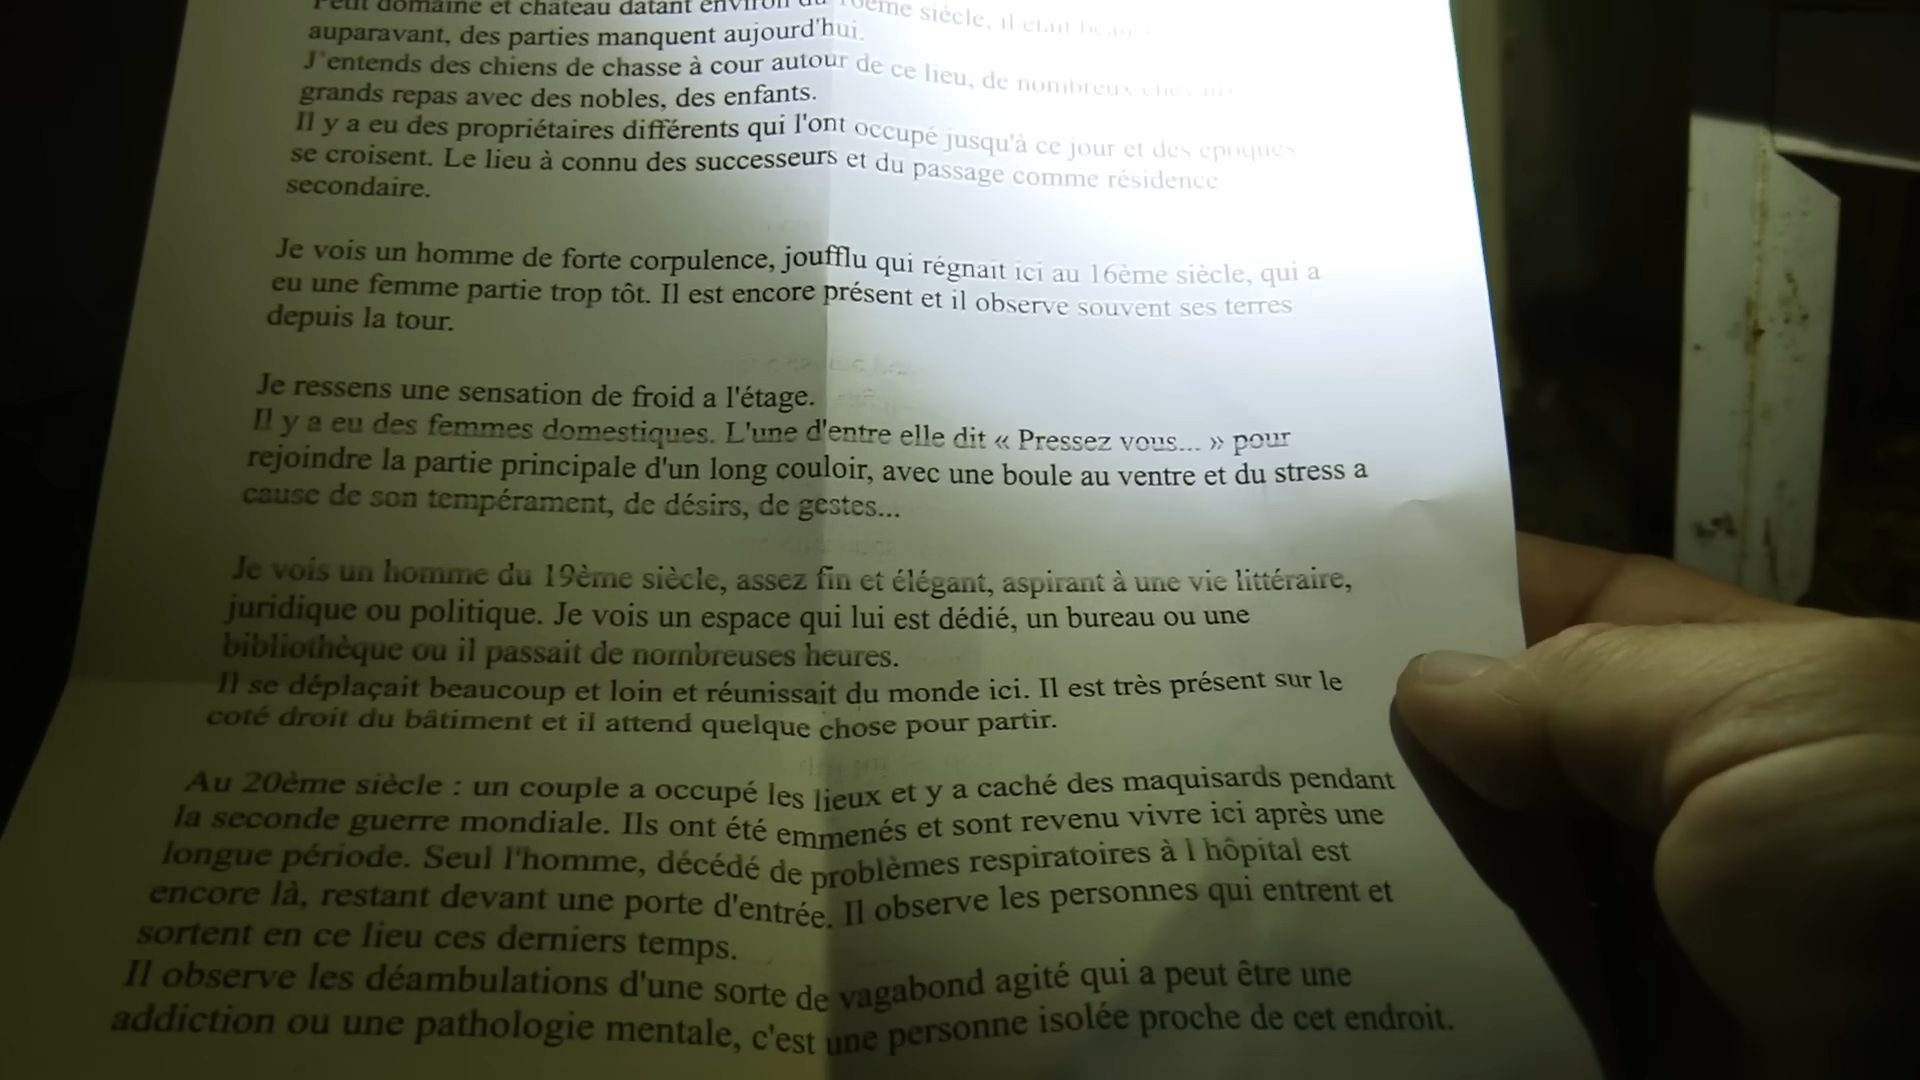 Petit domaine et château datant environ du 16ème siècle, il était
auparavant, des parties manquent aujourd'hui.
J'entends des chiens de chasse à cour autour de ce lieu, de nombreux
grands repas avec des nobles, des enfants.
Il y a eu des propriétaires différents qui l'ont occupé jusqu'à ce jour et des époques
se croisent. Le lieu à connu des successeurs et du passage comme résidence
secondaire.
Je vois un homme de forte corpulence, joufflu qui régnait ici au 16ème siècle, qui a
eu une femme partie trop tôt. Il est encore présent et il observe souvent ses terres
depuis la tour.
Je ressens une sensation de froid a l'étage.
Il y a eu des femmes domestiques. L'une d'entre elle dit « Pressez vous... » pour
rejoindre la partie principale d'un long couloir, avec une boule au ventre et du stress a
cause de son tempérament, de désirs, de gestes...
Je vois un homme du 19ème siècle, assez fin et élégant, aspirant à une vie littéraire,
juridique ou politique. Je vois un espace qui lui est dédié, un bureau ou une
bibliothèque ou il passait de nombreuses heures.
Il se déplaçait beaucoup et loin et réunissait du monde ici. Il est très présent sur le
coté droit du bâtiment et il attend quelque chose pour partir.
Au 20ème siècle : un couple a occupé les lieux et y a caché des maquisards pendant
la seconde guerre mondiale. Ils ont été emmenés et sont revenu vivre ici après une
longue période. Seul l'homme, décédé de problèmes respiratoires à l hôpital est
encore là, restant devant une porte d'entrée. Il observe les personnes qui entrent et
sortent en ce lieu ces derniers temps.
Il observe les déambulations d'une sorte de vagabond agité qui a peut être une
addiction ou une pathologie mentale, c'est une personne isolée proche de cet endroit.